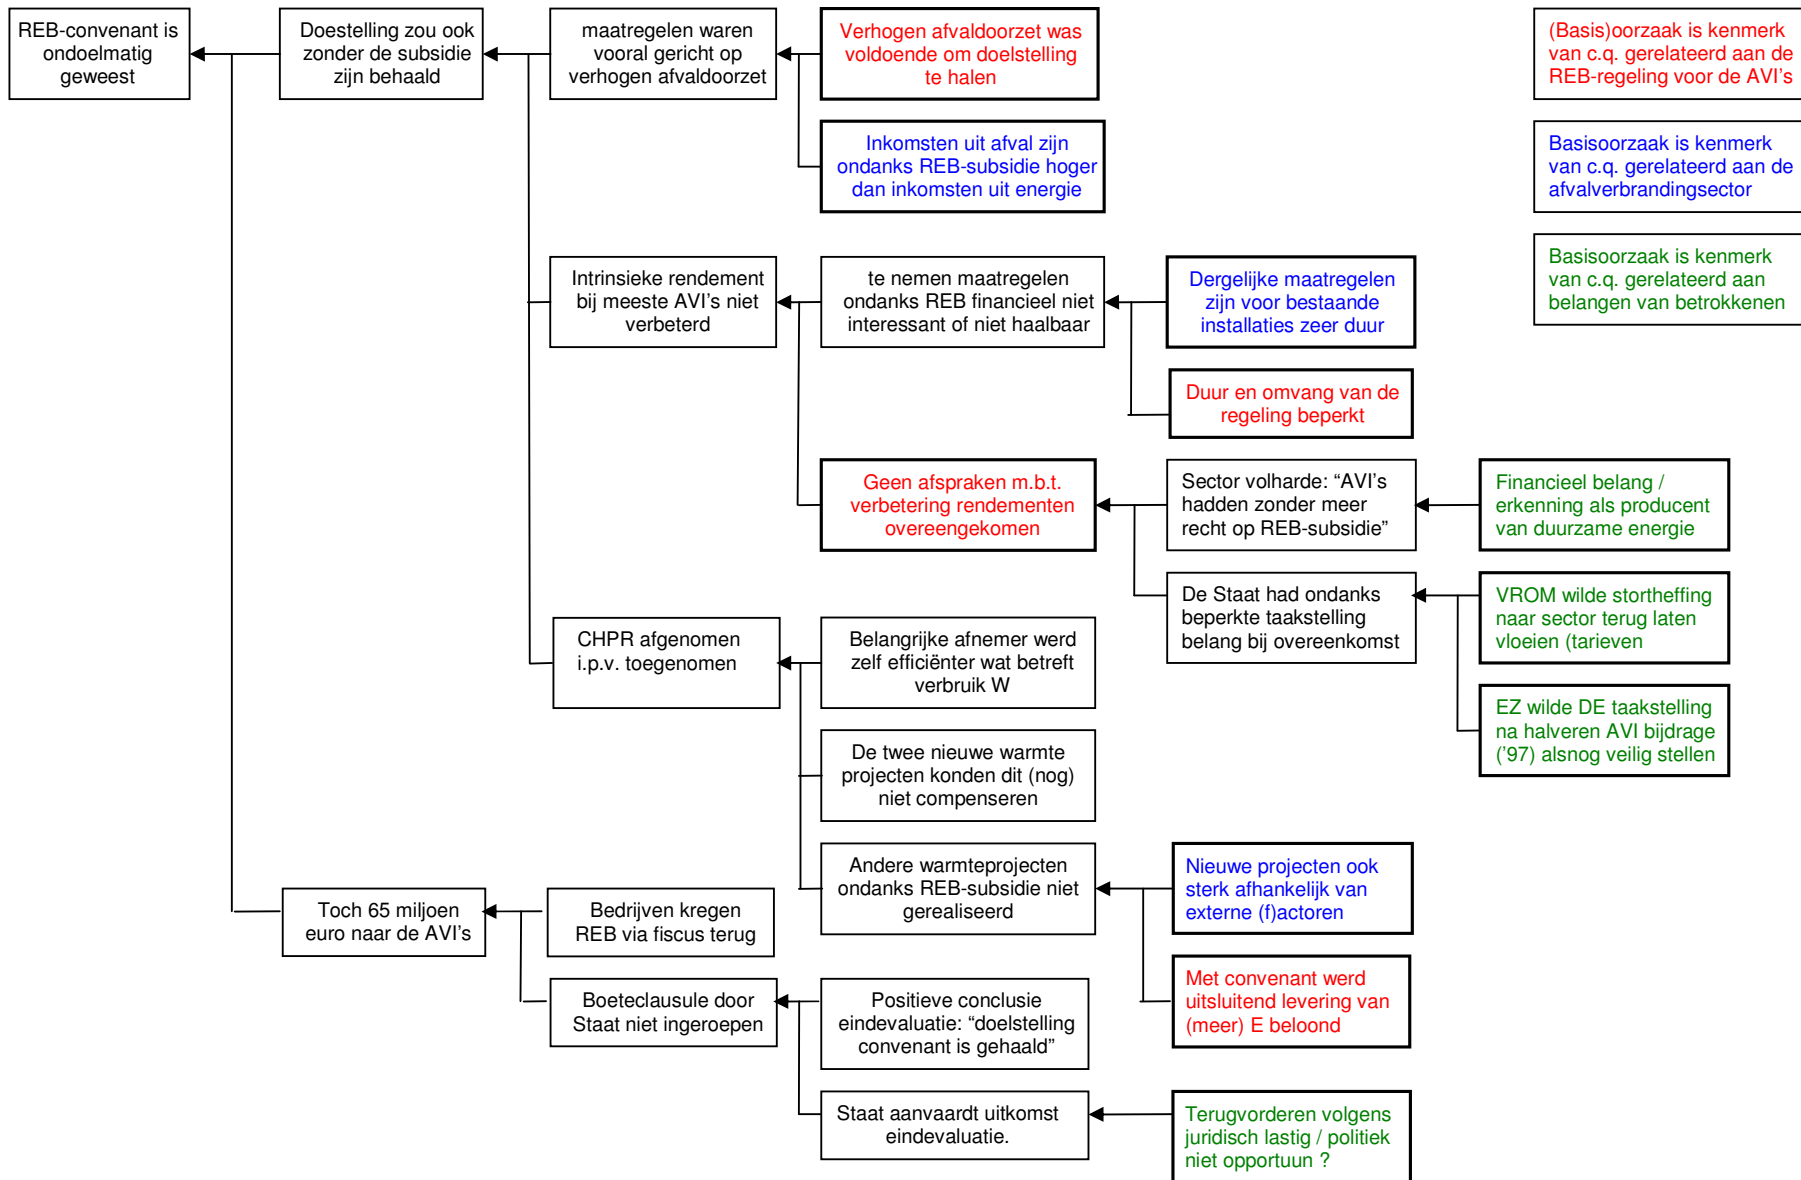 REB-convenant is
ondoelmatig
geweest
Doestelling zou ook
zonder de subsidie
zijn behaald
maatregelen waren
vooral gericht op
verhogen afvaldoorzet
Verhogen afvaldoorzet was
voldoende om doelstelling
te halen
Inkomsten uit afval zijn
ondanks REB-subsidie hoger
dan inkomsten uit energie
(Basis)oorzaak is kenmerk
van c.q. gerelateerd aan de
REB-regeling voor de AVI's
Basisoorzaak is kenmerk
van c.q. gerelateerd aan de
afvalverbrandingsector
Basisoorzaak is kenmerk
van c.q. gerelateerd aan
belangen van betrokkenen
Intrinsieke rendement
bij meeste AVI's niet
verbeterd
te nemen maatregelen
ondanks REB financieel niet
interessant of niet haalbaar
Dergelijke maatregelen
zijn voor bestaande
installaties zeer duur
Duur en omvang van de
regeling beperkt
Geen afspraken m.b.t.
verbetering rendementen
overeengekomen
Sector volharde: “AVI's
hadden zonder meer
recht op REB-subsidie”
Financieel belang /
erkenning als producent
van duurzame energie
De Staat had ondanks
beperkte taakstelling
belang bij overeenkomst
VROM wilde stortheffing
naar sector terug laten
vloeien (tarieven
EZ wilde DE taakstelling
na halveren AVI bijdrage
('97) alsnog veilig stellen
CHPR afgenomen
i.p.v. toegenomen
Belangrijke afnemer werd
zelf efficiënter wat betreft
verbruik W
De twee nieuwe warmte
projecten konden dit (nog)
niet compenseren
Andere warmteprojecten
ondanks REB-subsidie niet
gerealiseerd
Nieuwe projecten ook
sterk afhankelijk van
externe (f)actoren
Met convenant werd
uitsluitend levering van
(meer) E beloond
Toch 65 miljoen
euro naar de AVI's
Bedrijven kregen
REB via fiscus terug
Boeteclausule door
Staat niet ingeroepen
Positieve conclusie
eindevaluatie: “doelstelling
convenant is gehaald”
Staat aanvaardt uitkomst
eindevaluatie.
Terugvorderen volgens
juridisch lastig / politiek
niet opportuun ?